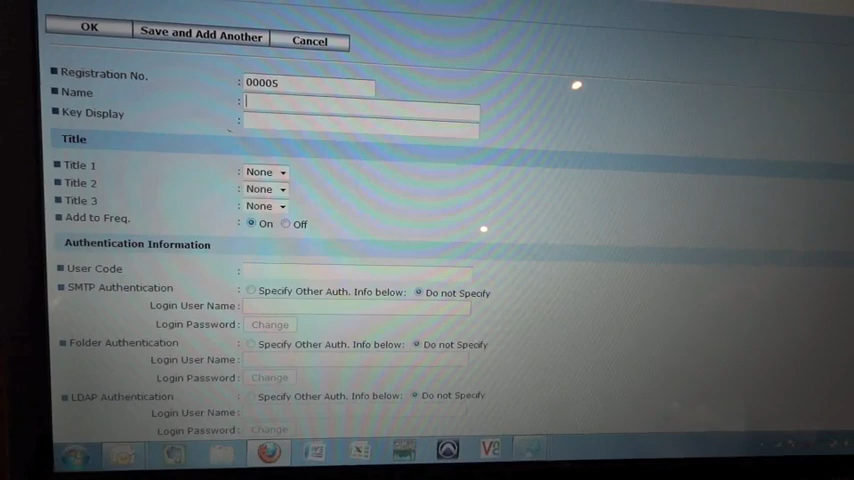 OK Save and Add Another Cancel
Registration No. : 00005
Name :
Key Display :
Title
Title 1 : None
Title 2 : None
Title 3 : None
Add to Freq. : On Off
Authentication Information
User Code :
SMTP Authentication : Specify Other Auth. Info below: Do not Specify
Login User Name :
Login Password : Change
Folder Authentication : Specify Other Auth. Info below: Do not Specify
Login User Name :
Login Password : Change
LDAP Authentication : Specify Other Auth. Info below: Do not Specify
Login User Name :
Login Password : Change